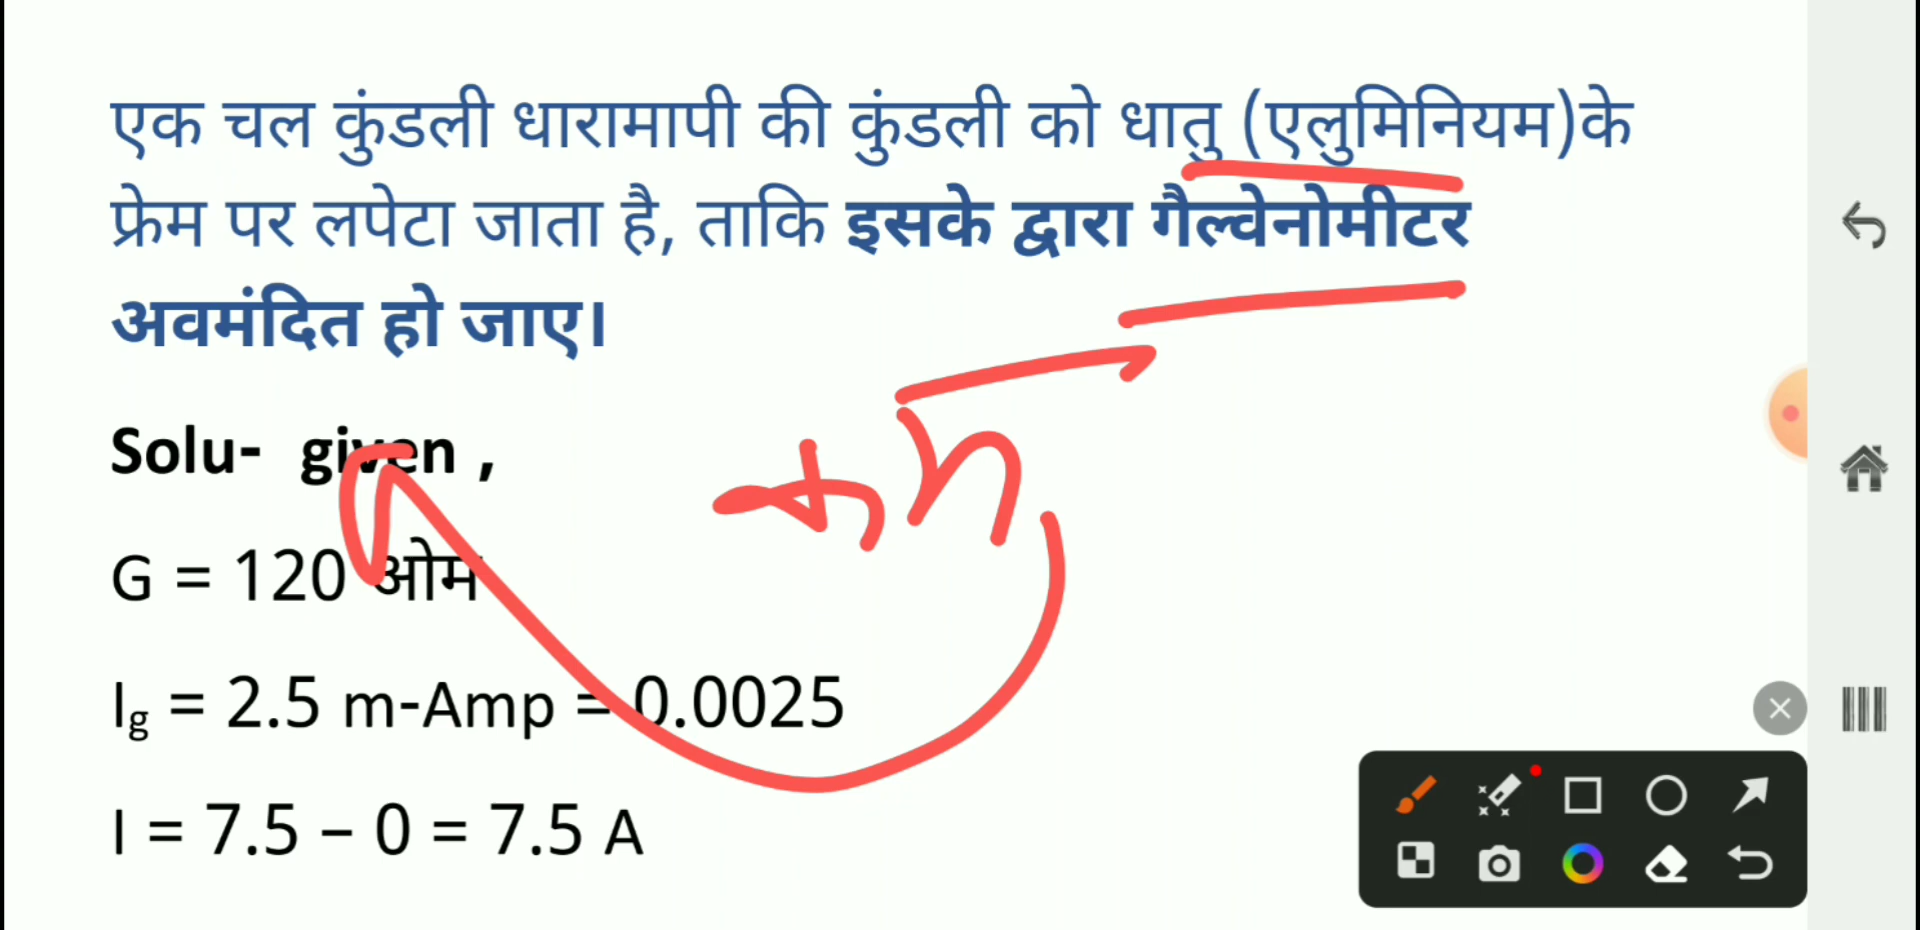 एक चल कुंडली धारामापी की कुंडली को धातु (एलुमिनियम)के
फ्रेम पर लपेटा जाता है, ताकि इसके द्वारा गैल्वेनोमीटर
अवमंदित हो जाए।
Solu- given ,
G = 120 ओम
Ig = 2.5 m-Amp = 0.0025
I = 7.5 – 0 = 7.5 A